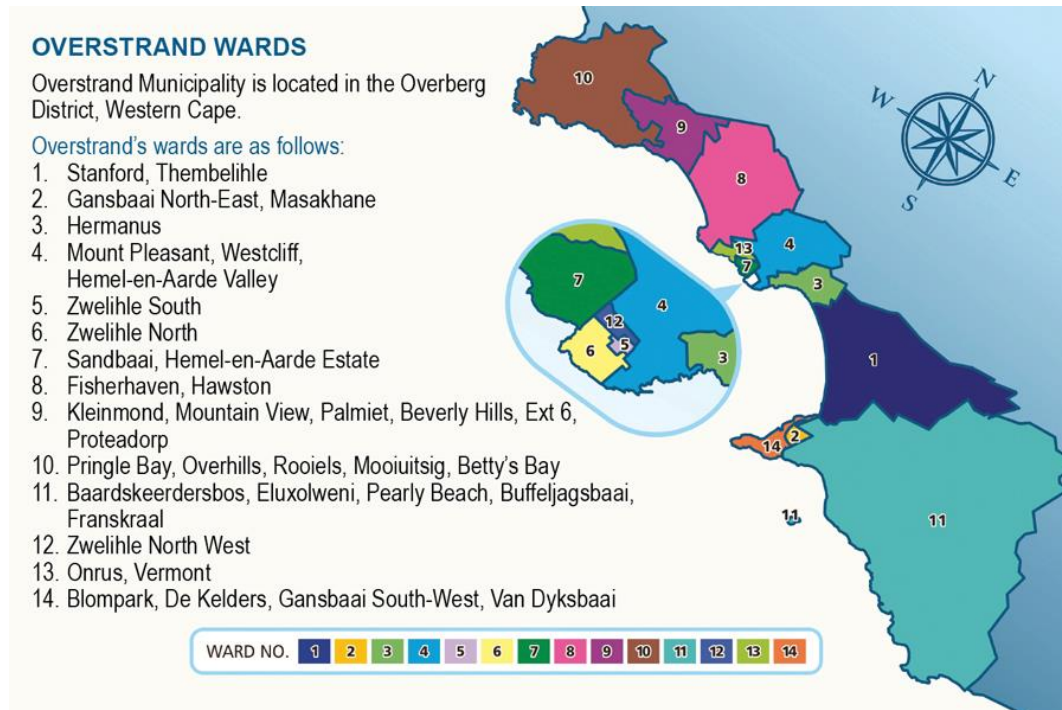 OVERSTRAND WARDS
Overstrand Municipality is located in the Overberg
District, Western Cape.
Overstrand's wards are as follows:
1. Stanford, Thembelihle
2. Gansbaai North-East, Masakhane
3. Hermanus
4. Mount Pleasant, Westcliff,
Hemel-en-Aarde Valley
5. Zwelihle South
6. Zwelihle North
7. Sandbaai, Hemel-en-Aarde Estate
8. Fisherhaven, Hawston
9. Kleinmond, Mountain View, Palmiet, Beverly Hills, Ext 6,
Proteadorp
10. Pringle Bay, Overhills, Rooiels, Mooiuitsig, Betty's Bay
11. Baardskeerdersbos, Eluxolweni, Pearly Beach, Buffeljagsbaai,
Franskraal
12. Zwelihle North West
13. Onrus, Vermont
14. Blompark, De Kelders, Gansbaai South-West, Van Dyksbaai
10
9
8
13
4
7
3
1
2
14
11
11
7
4
12
5
6
3
N
W
E
S
WARD NO. 1 2 3 4 5 6 7 8 9 10 11 12 13 14